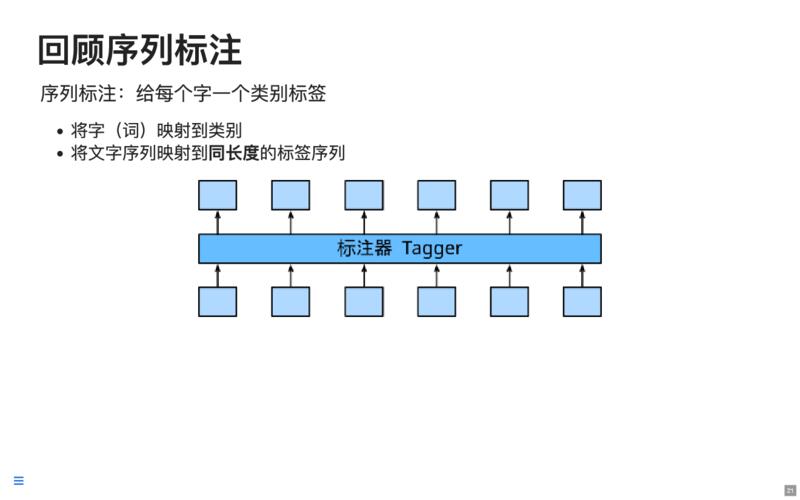 回顾序列标注
序列标注：给每个字一个类别标签
• 将字（词）映射到类别
• 将文字序列映射到同长度的标签序列
标注器 Tagger
21